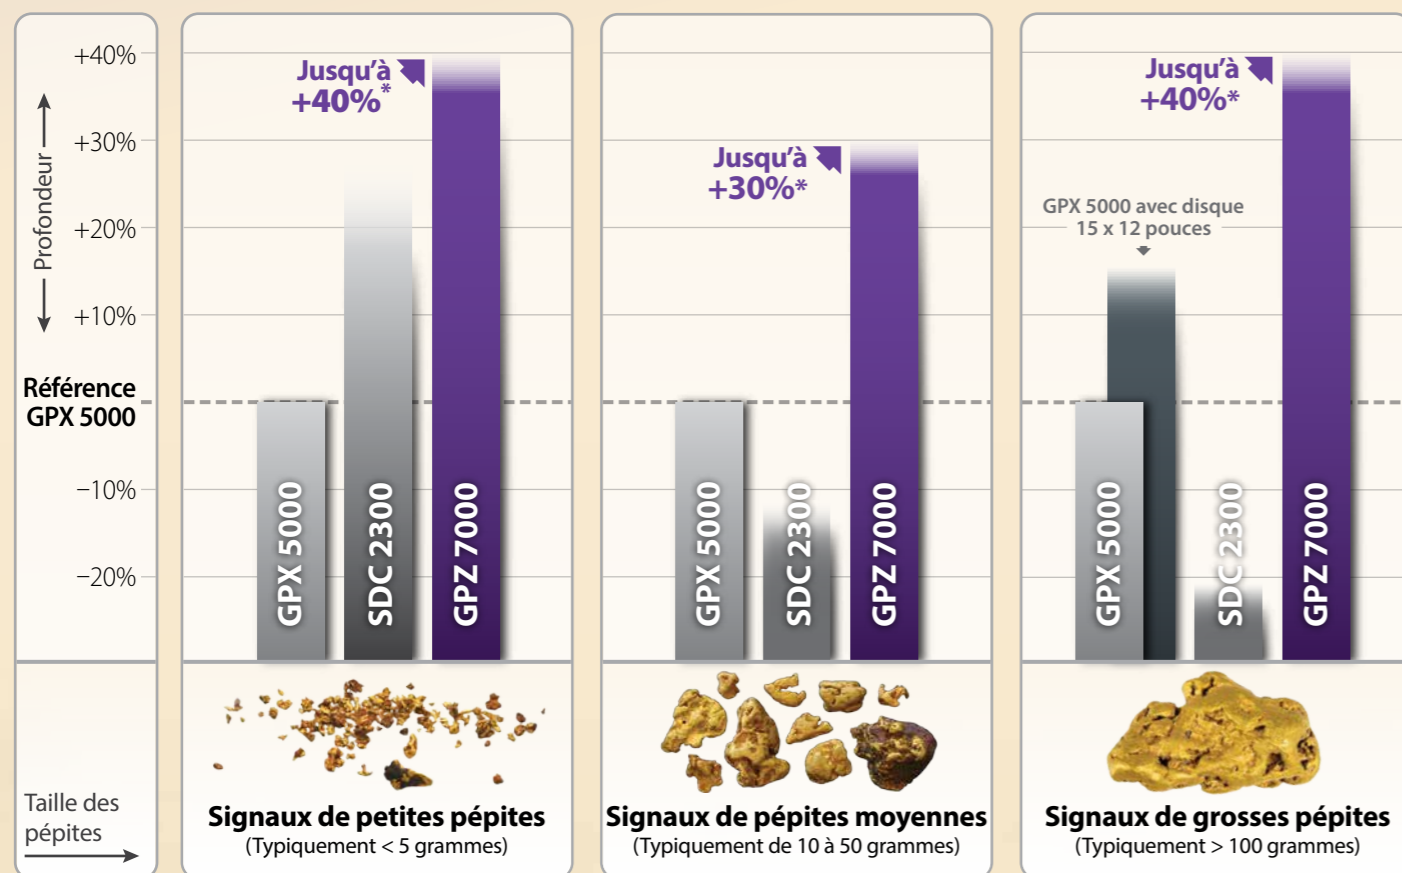 +40%
+30%
+20%
+10%
Profondeur
Référence
GPX 5000
−10%
−20%
Taille des
pépites
Jusqu’à
+40%*
GPX 5000
SDC 2300
GPZ 7000
Signaux de petites pépites
(Typiquement < 5 grammes)
Jusqu’à
+30%*
GPX 5000
SDC 2300
GPZ 7000
Signaux de pépites moyennes
(Typiquement de 10 à 50 grammes)
Jusqu’à
+40%*
GPX 5000 avec disque
15 x 12 pouces
GPX 5000
SDC 2300
GPZ 7000
Signaux de grosses pépites
(Typiquement > 100 grammes)